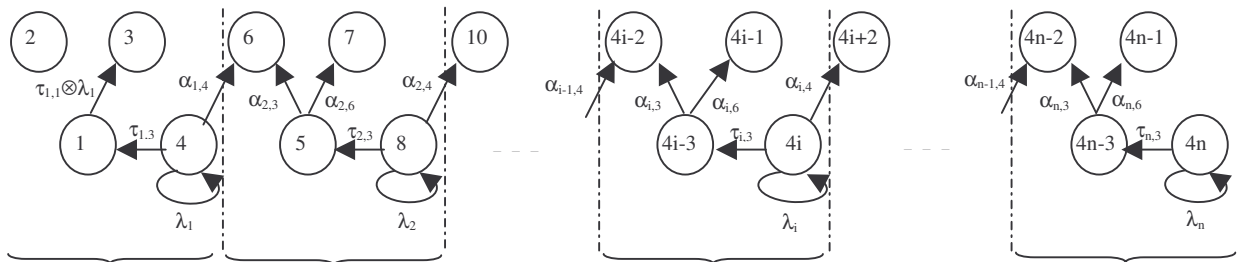 2 3 6 7 10 4i-2 4i-1 4i+2 4n-2 4n-1
τ1,1⊗λ1 α1,4 α2,3 α2,6 α2,4 αi-1,4 αi,3 αi,6 αi,4 αn-1,4 αn,3 αn,6
1 τ1.3 4 5 τ2,3 8 4i-3 τi,3 4i 4n-3 τn,3 4n
λ1 λ2 λi λn